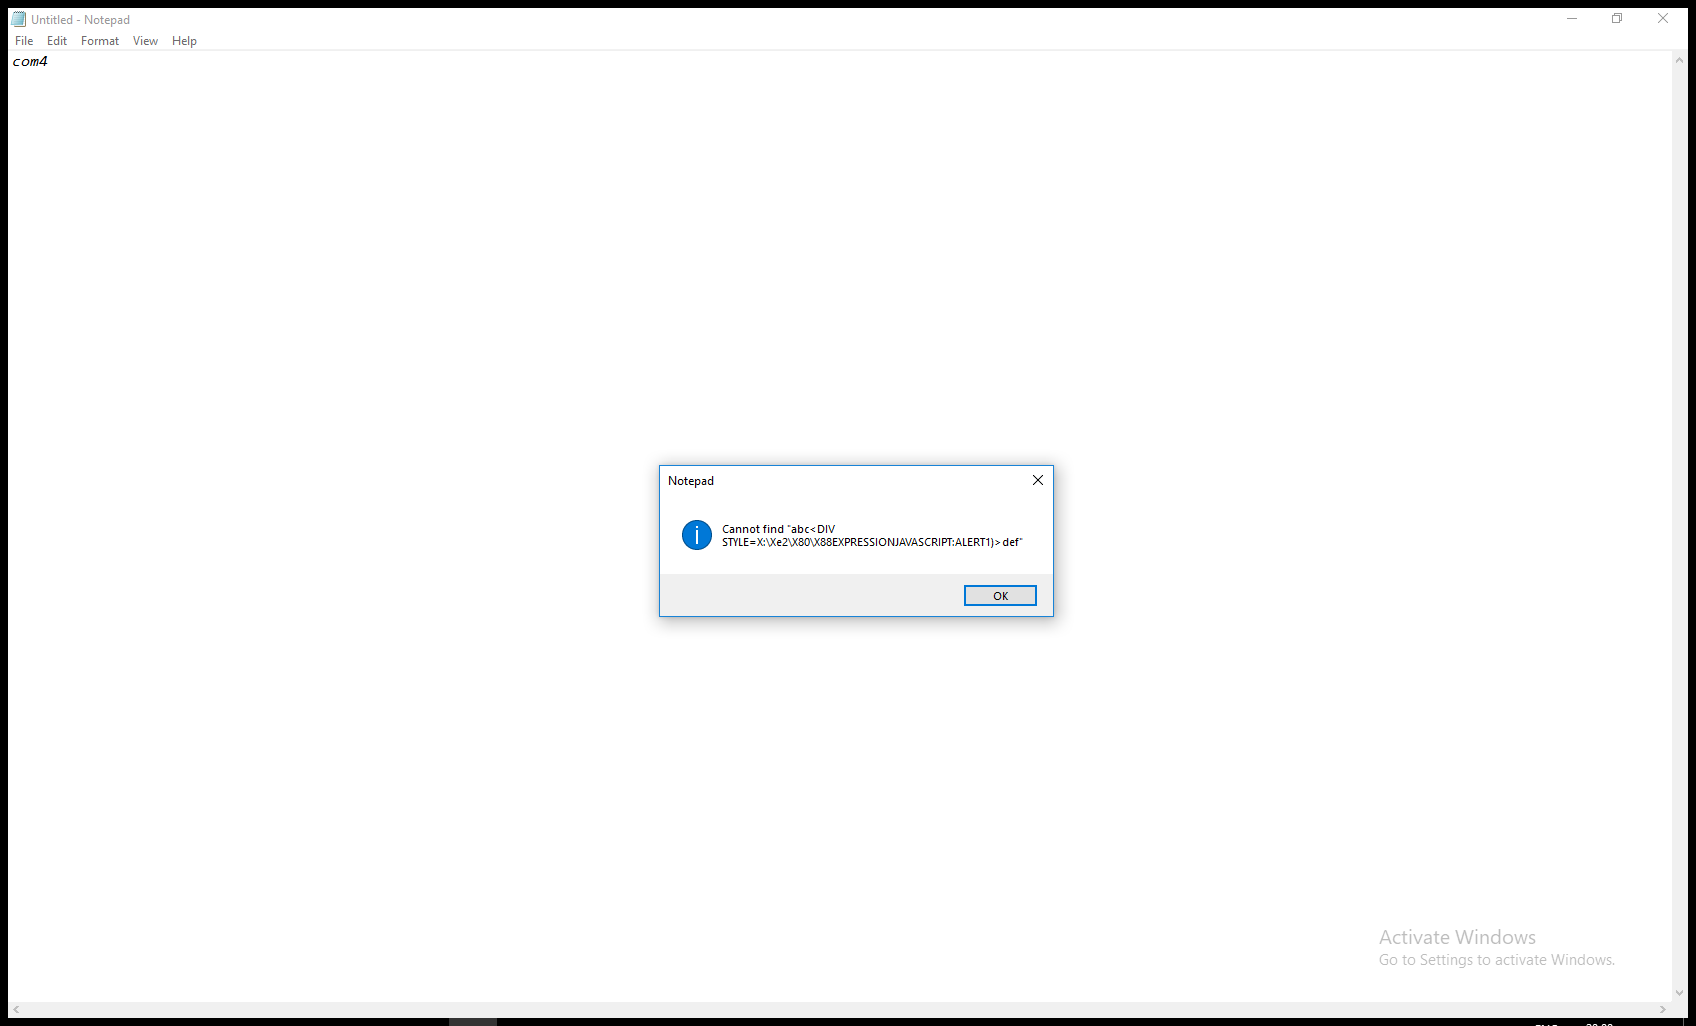 Untitled - Notepad
File Edit Format View Help
com4
Notepad
Cannot find "abc<DIV
STYLE=X:\Xe2\X80\X88EXPRESSIONJAVASCRIPT:ALERT1)> def"
OK
Activate Windows
Go to Settings to activate Windows.